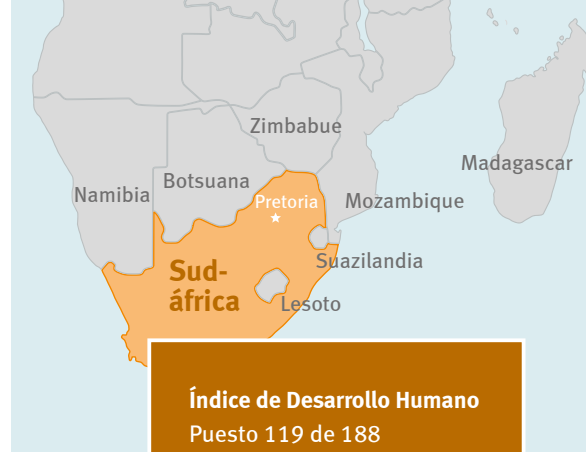 Zimbabue
Madagascar
Botsuana
Namibia
Pretoria
Mozambique
Suazilandia
Sud-
áfrica
Lesoto
Índice de Desarrollo Humano
Puesto 119 de 188